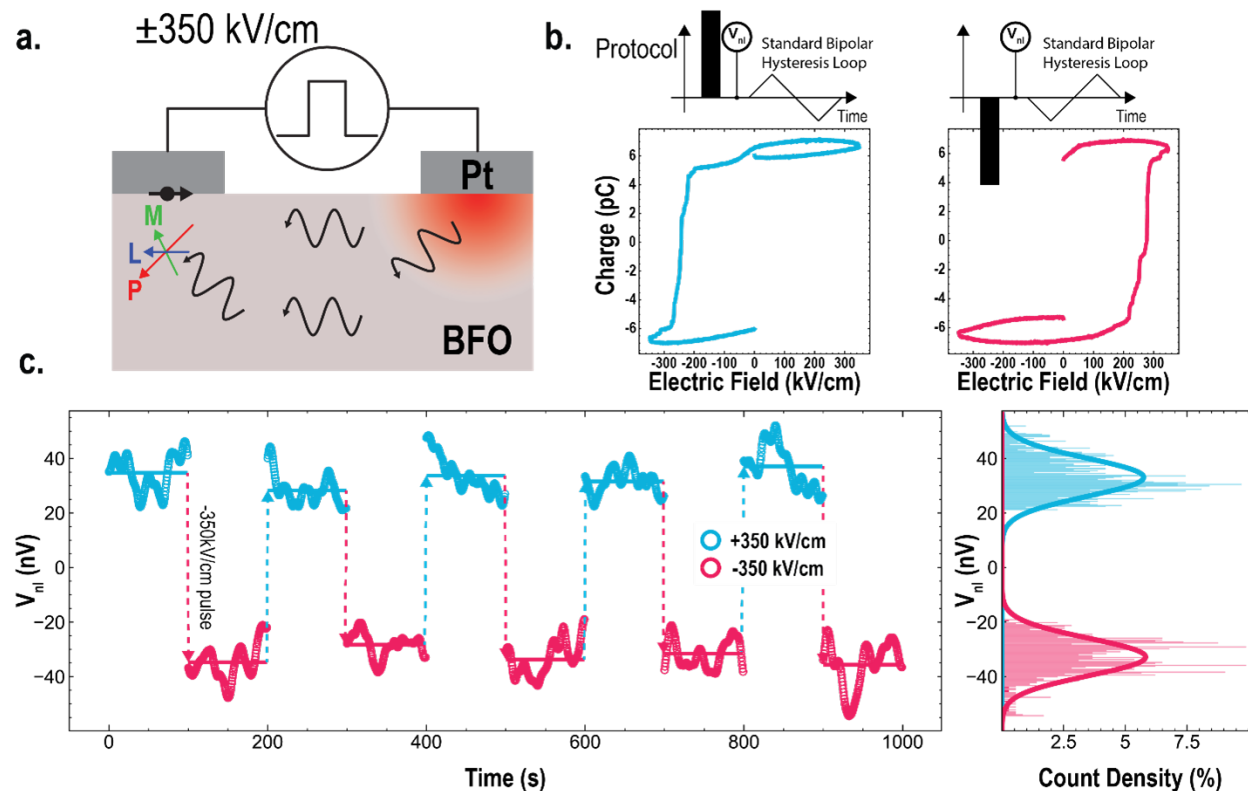 a.
±350 kV/cm
Pt
M
L
P
BFO
b.
Protocol
Vnl
Standard Bipolar
Hysteresis Loop
Time
Vnl
Standard Bipolar
Hysteresis Loop
Time
Charge (pC)
6
4
2
0
-2
-4
-6
-300 -200 -100 0 100 200 300
Electric Field (kV/cm)
6
4
2
0
-2
-4
-6
-300 -200 -100 0 100 200 300
Electric Field (kV/cm)
c.
Vnl (nV)
40
20
0
-20
-40
-350kV/cm pulse
+350 kV/cm
-350 kV/cm
0 200 400 600 800 1000
Time (s)
Vnl (nV)
40
20
0
-20
-40
2.5 5 7.5
Count Density (%)